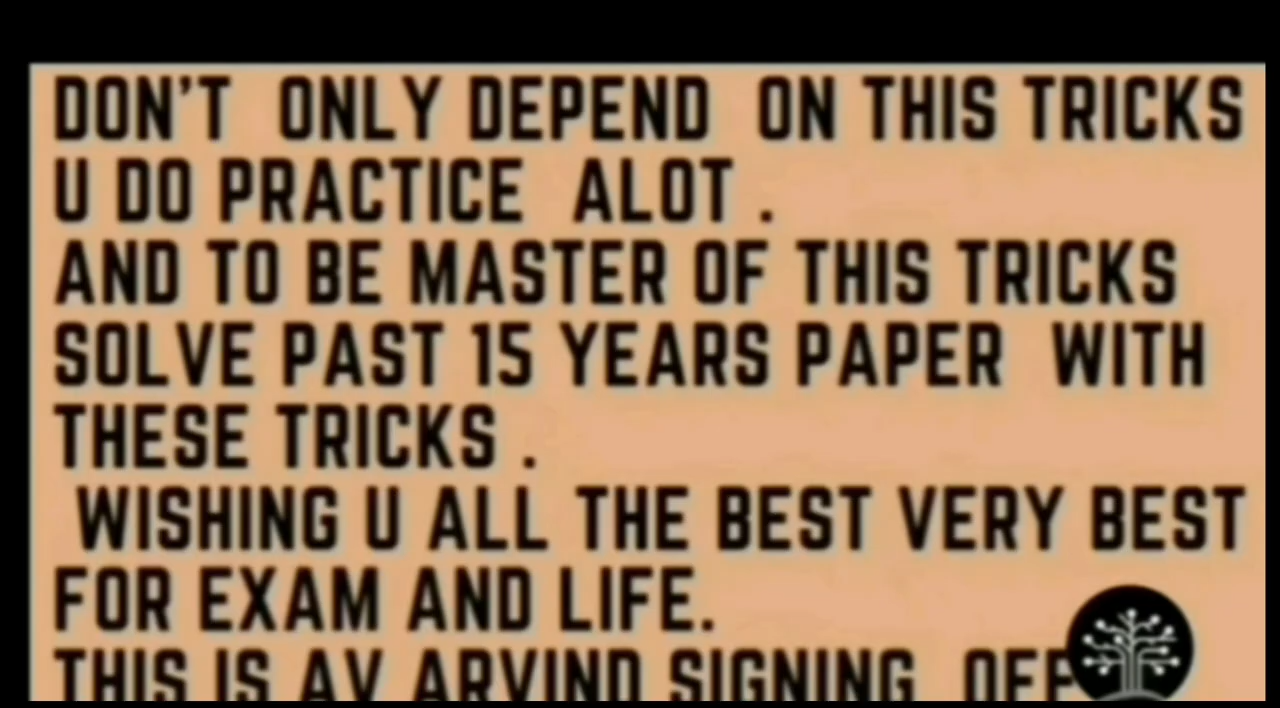 DON'T ONLY DEPEND ON THIS TRICKS
U DO PRACTICE ALOT .
AND TO BE MASTER OF THIS TRICKS
SOLVE PAST 15 YEARS PAPER WITH
THESE TRICKS .
WISHING U ALL THE BEST VERY BEST
FOR EXAM AND LIFE.
THIS IS AV ARVIND SIGNING OFF